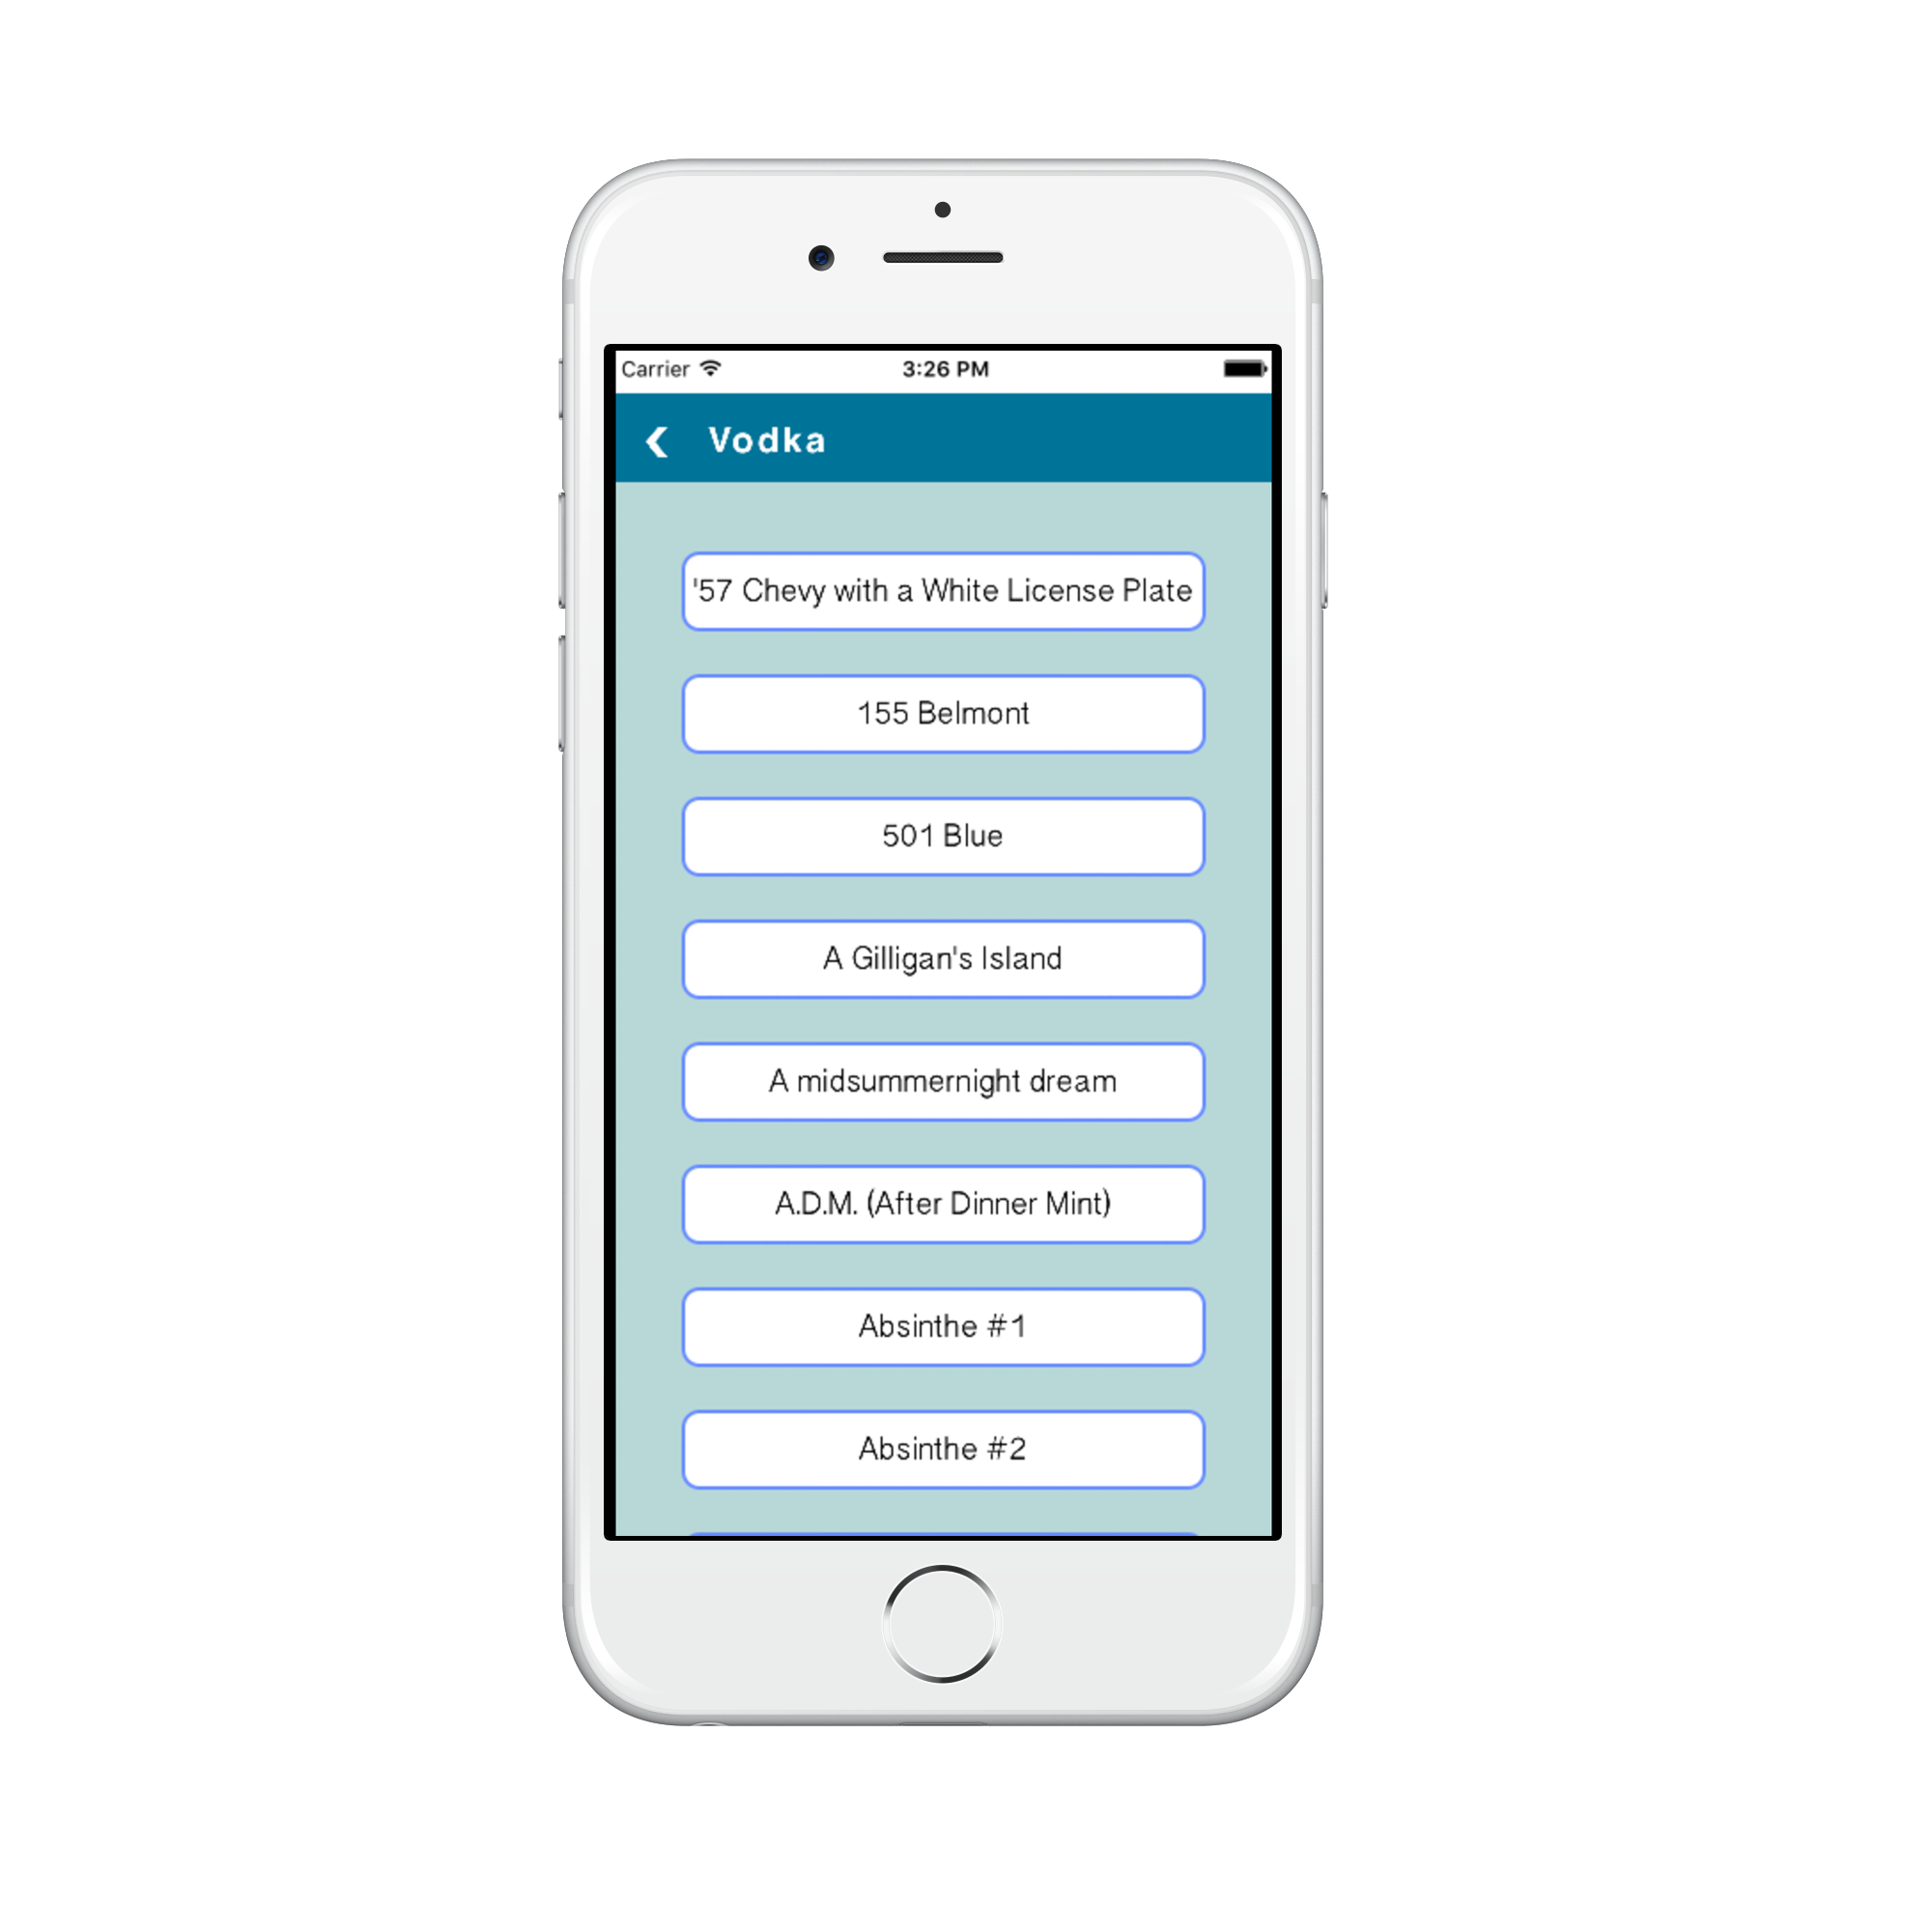 Carrier 3:26 PM
Vodka
'57 Chevy with a White License Plate
155 Belmont
501 Blue
A Gilligan's Island
A midsummernight dream
A.D.M. (After Dinner Mint)
Absinthe #1
Absinthe #2